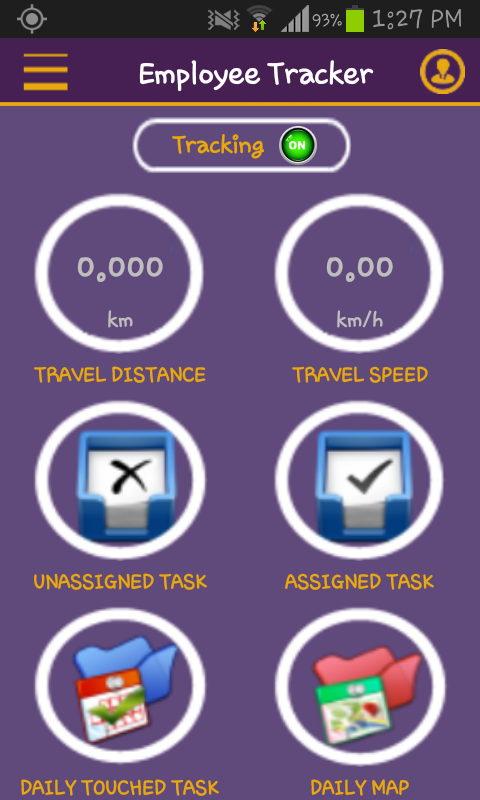 93% 1:27 PM
Employee Tracker
Tracking ON
0.000 0.00
km km/h
TRAVEL DISTANCE TRAVEL SPEED
UNASSIGNED TASK ASSIGNED TASK
DAILY TOUCHED TASK DAILY MAP